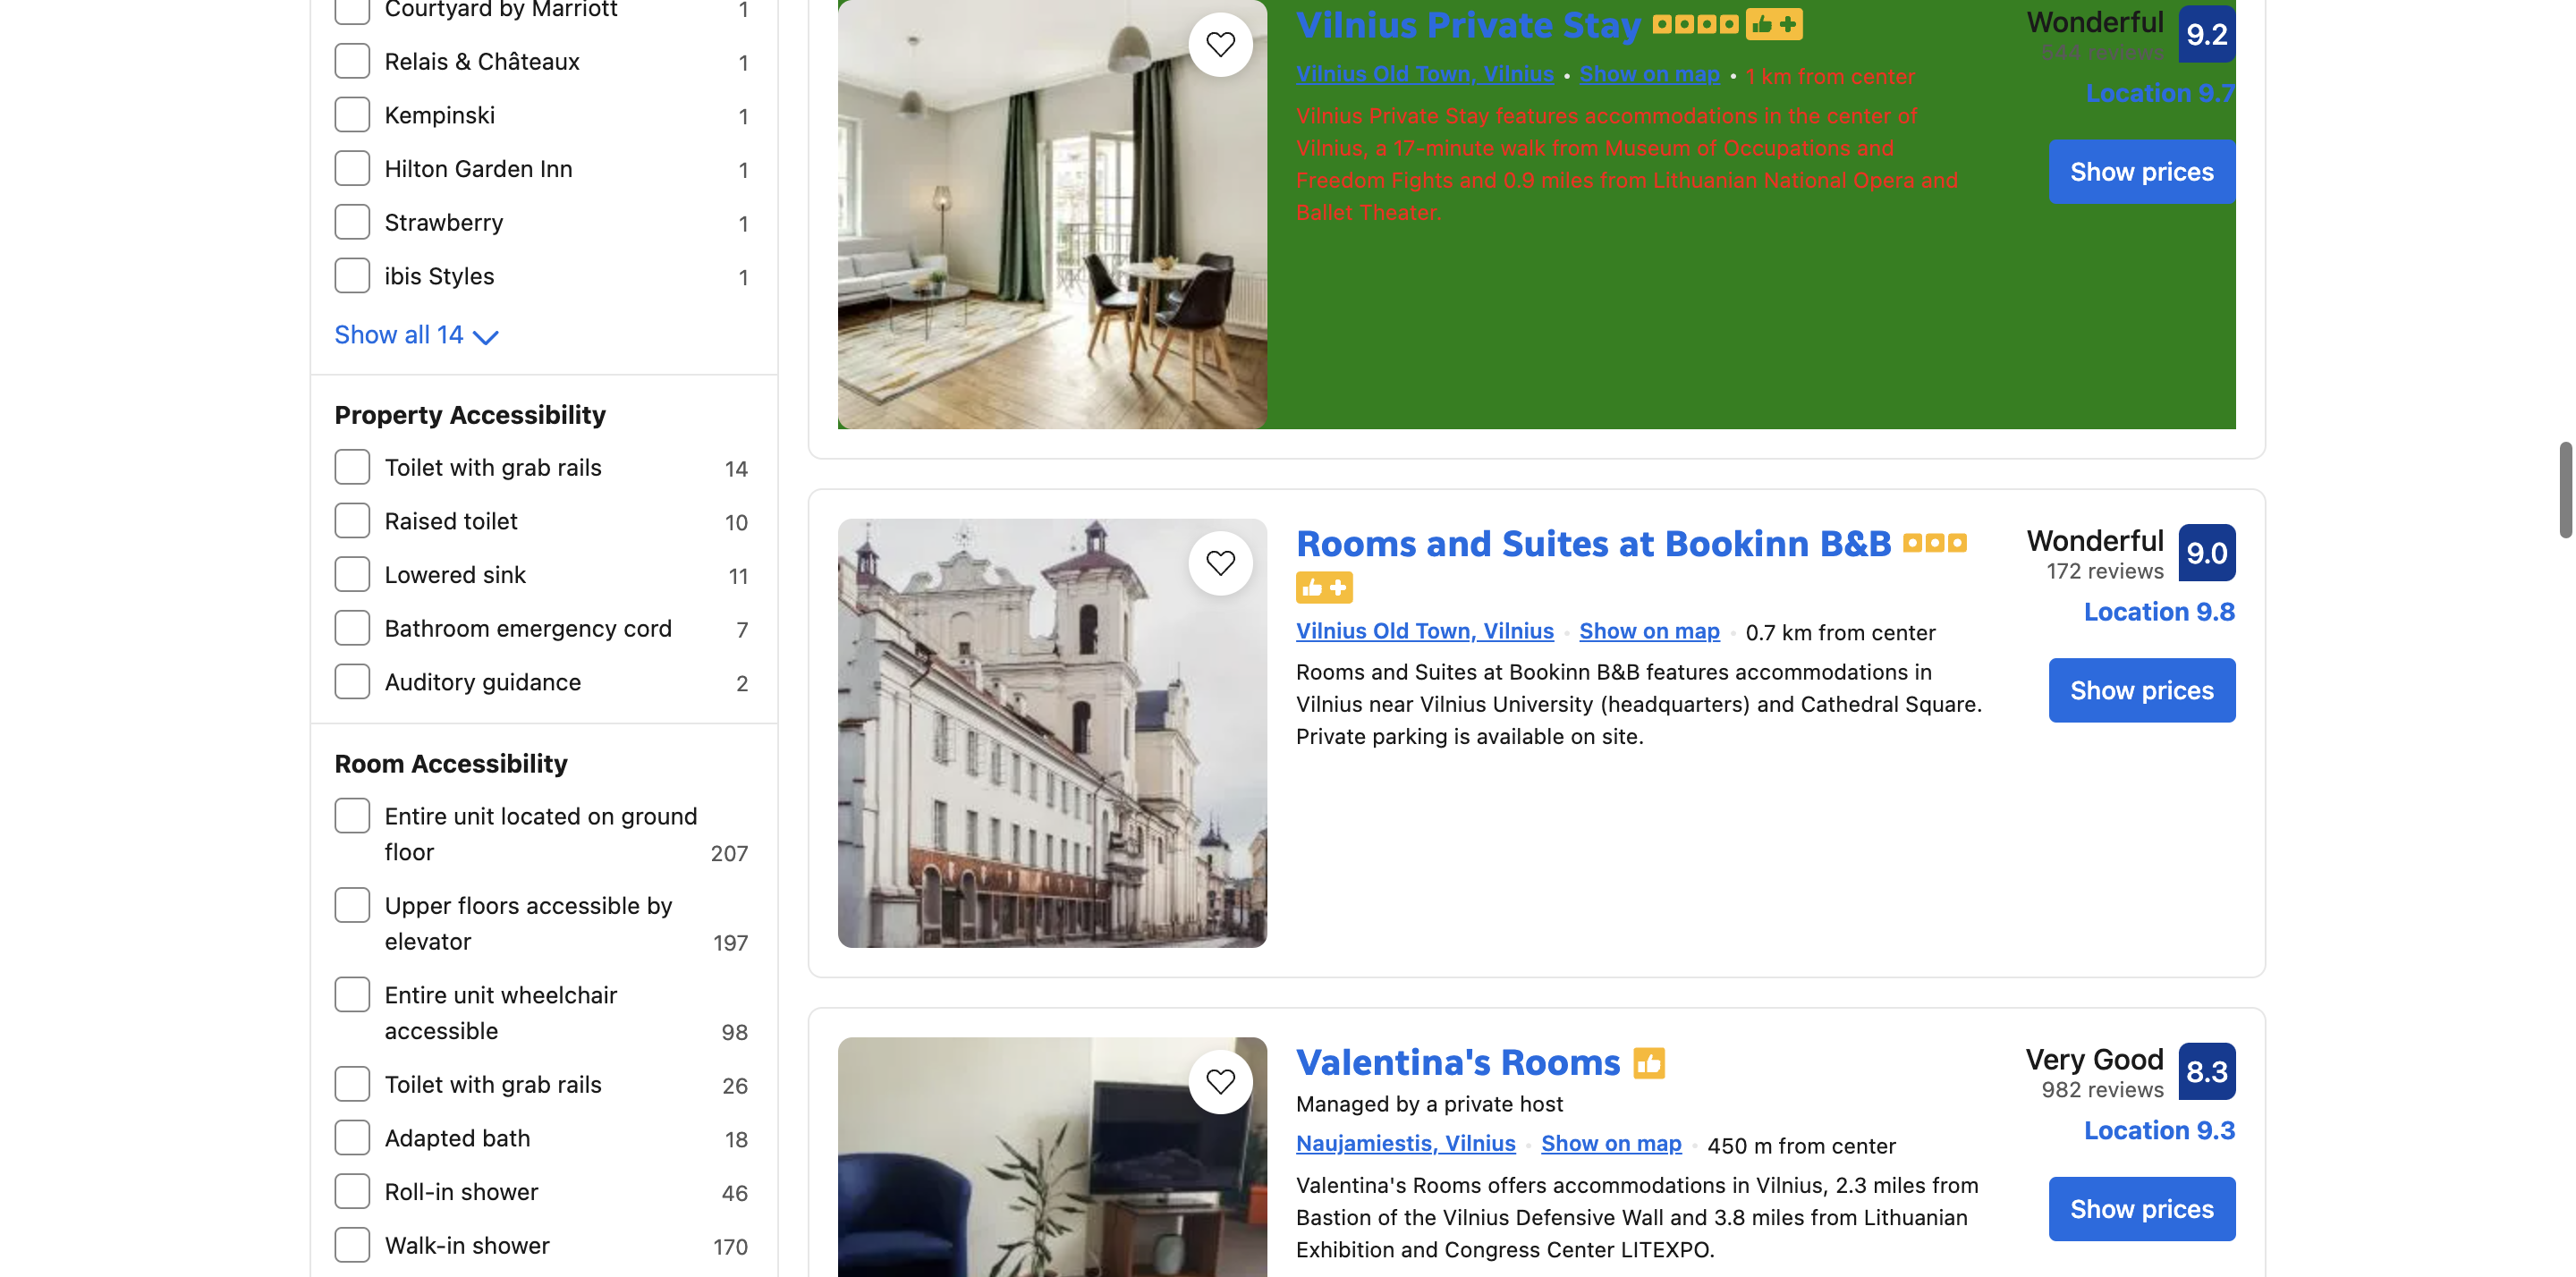 Courtyard by Marriott 1
Relais & Châteaux 1
Kempinski 1
Hilton Garden Inn 1
Strawberry 1
ibis Styles 1
Show all 14
Property Accessibility
Toilet with grab rails 14
Raised toilet 10
Lowered sink 11
Bathroom emergency cord 7
Auditory guidance 2
Room Accessibility
Entire unit located on ground
floor 207
Upper floors accessible by
elevator 197
Entire unit wheelchair
accessible 98
Toilet with grab rails 26
Adapted bath 18
Roll-in shower 46
Walk-in shower 170
Vilnius Private Stay
Vilnius Old Town, Vilnius • Show on map • 1 km from center
Vilnius Private Stay features accommodations in the center of
Vilnius, a 17-minute walk from Museum of Occupations and
Freedom Fights and 0.9 miles from Lithuanian National Opera and
Ballet Theater.
Wonderful 9.2
544 reviews
Location 9.7
Show prices
Rooms and Suites at Bookinn B&B
Vilnius Old Town, Vilnius • Show on map • 0.7 km from center
Rooms and Suites at Bookinn B&B features accommodations in
Vilnius near Vilnius University (headquarters) and Cathedral Square.
Private parking is available on site.
Wonderful 9.0
172 reviews
Location 9.8
Show prices
Valentina's Rooms
Managed by a private host
Naujamiestis, Vilnius • Show on map • 450 m from center
Valentina's Rooms offers accommodations in Vilnius, 2.3 miles from
Bastion of the Vilnius Defensive Wall and 3.8 miles from Lithuanian
Exhibition and Congress Center LITEXPO.
Very Good 8.3
982 reviews
Location 9.3
Show prices